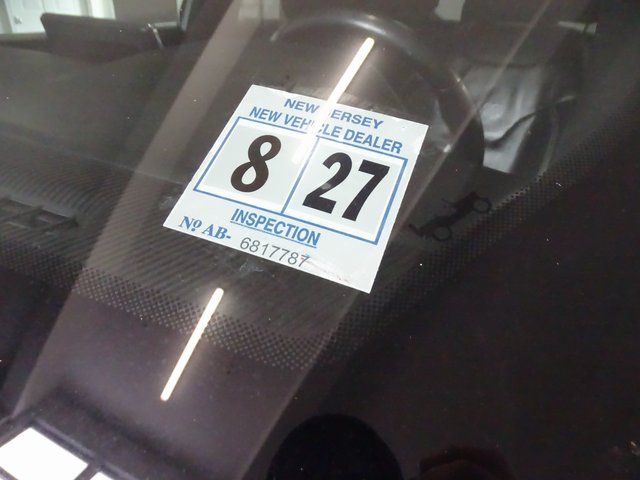 NEW JERSEY
NEW VEHICLE DEALER
8 27
INSPECTION
Nº AB- 6817787